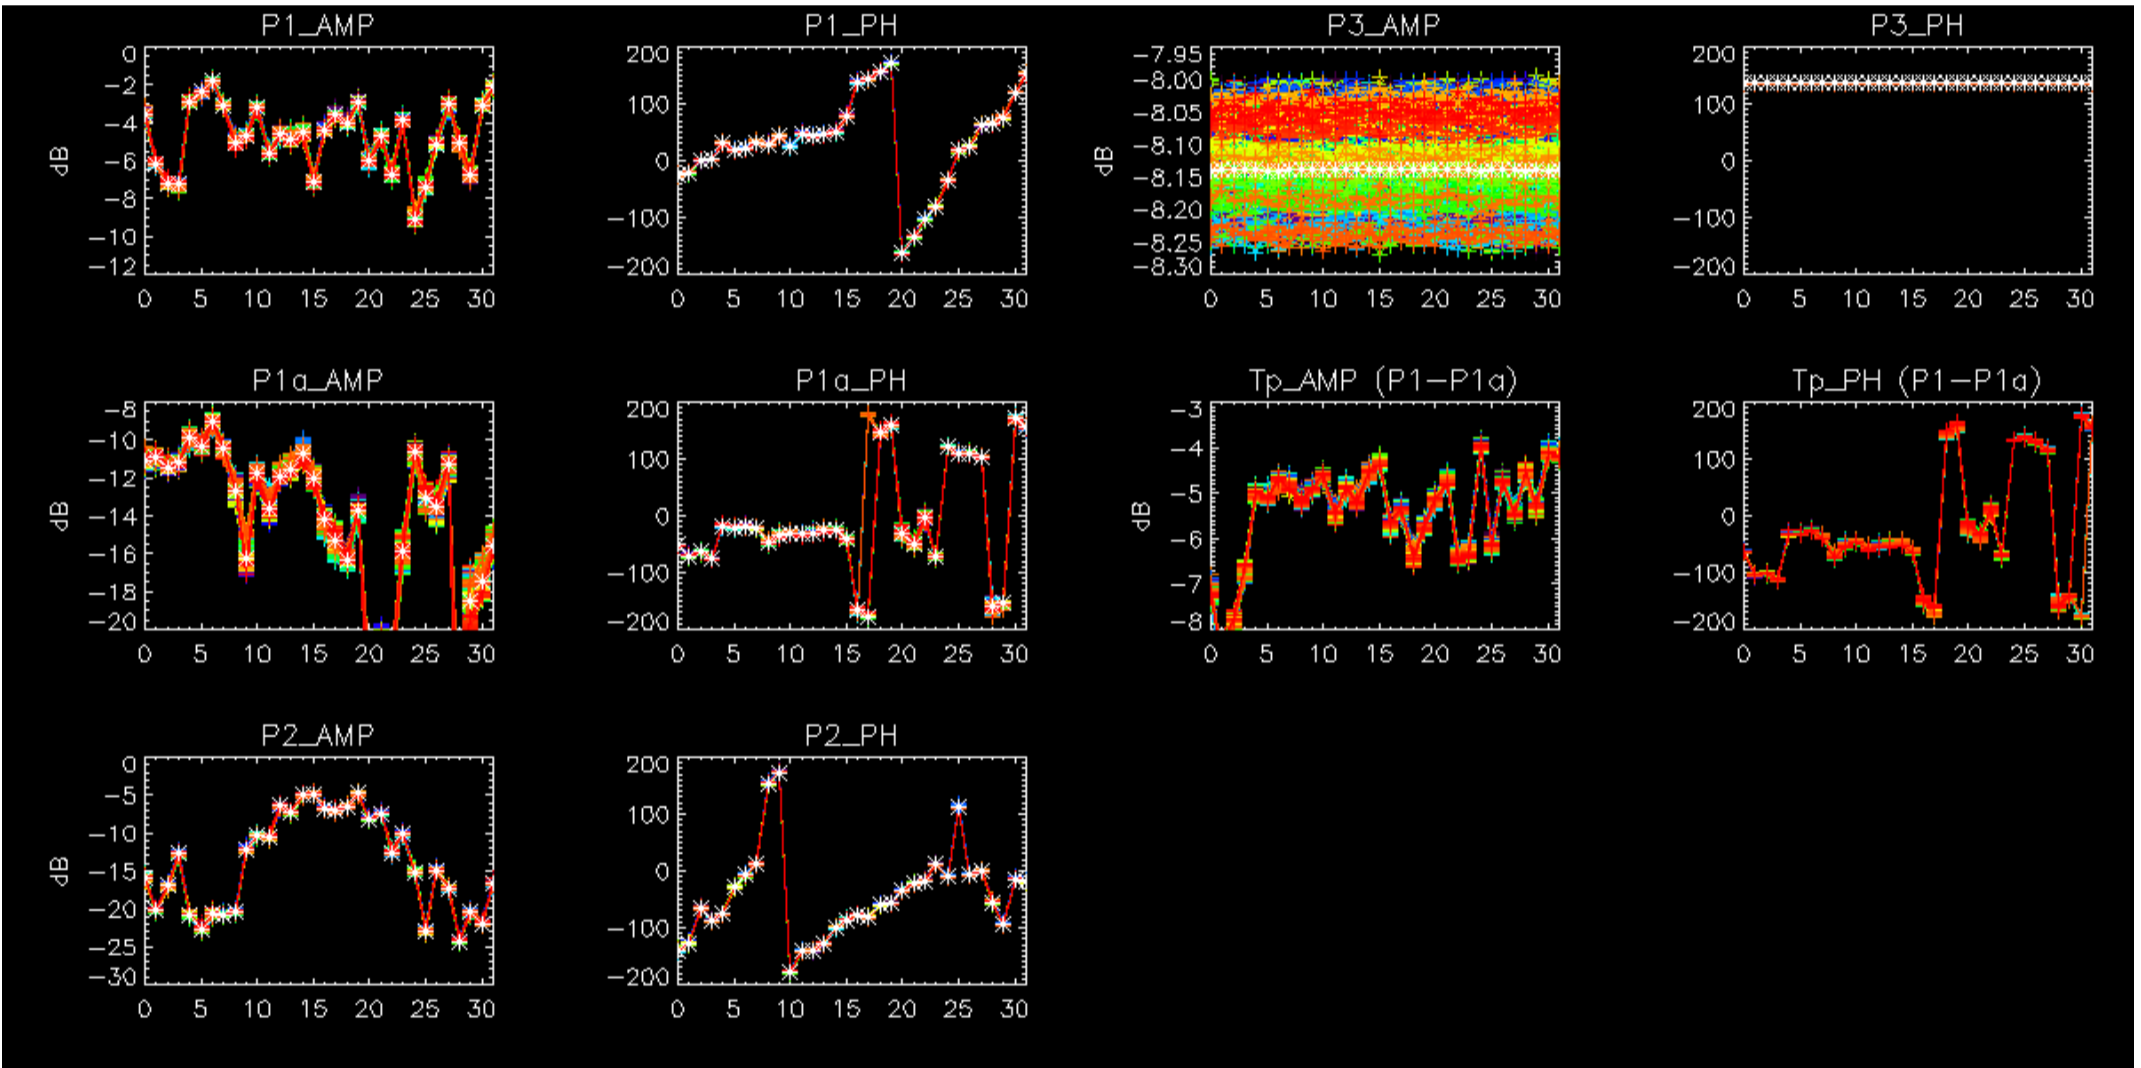 P1_AMP P1_PH P3_AMP P3_PH
0 200 -7.95 200
-2 -8.00
-4 100 -8.05 100
dB -6 0 dB -8.10 0
-8 -8.15
-10 -100 -8.20 -100
-12 -200 -8.25 -200
-8.30
0 5 10 15 20 25 30 0 5 10 15 20 25 30 0 5 10 15 20 25 30 0 5 10 15 20 25 30
P1a_AMP P1a_PH Tp_AMP (P1-P1a) Tp_PH (P1-P1a)
-8 200 -3 200
-10 -4
-12 100 -5 100
dB -14 0 dB -6 0
-16 -100 -7 -100
-18 -8
-20 -200 -200
0 5 10 15 20 25 30 0 5 10 15 20 25 30 0 5 10 15 20 25 30 0 5 10 15 20 25 30
P2_AMP P2_PH
0 200
-5 100
-10
dB -15 0
-20 -100
-25
-30 -200
0 5 10 15 20 25 30 0 5 10 15 20 25 30